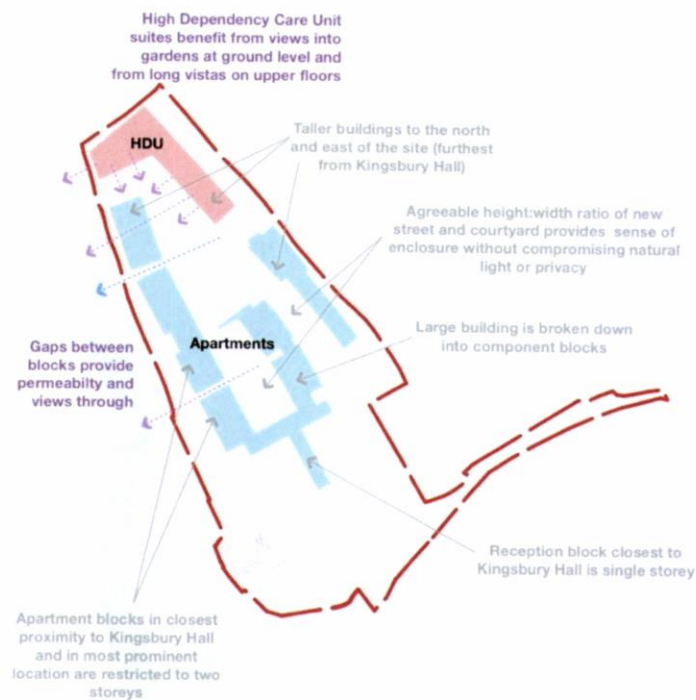 High Dependency Care Unit
suites benefit from views into
gardens at ground level and
from long vistas on upper floors
HDU
Taller buildings to the north
and east of the site (furthest
from Kingsbury Hall)
Agreeable height:width ratio of new
street and courtyard provides sense of
enclosure without compromising natural
light or privacy
Large building is broken down
into component blocks
Apartments
Gaps between
blocks provide
permeabilty and
views through
Reception block closest to
Kingsbury Hall is single storey
Apartment blocks in closest
proximity to Kingsbury Hall
and in most prominent
location are restricted to two
storeys